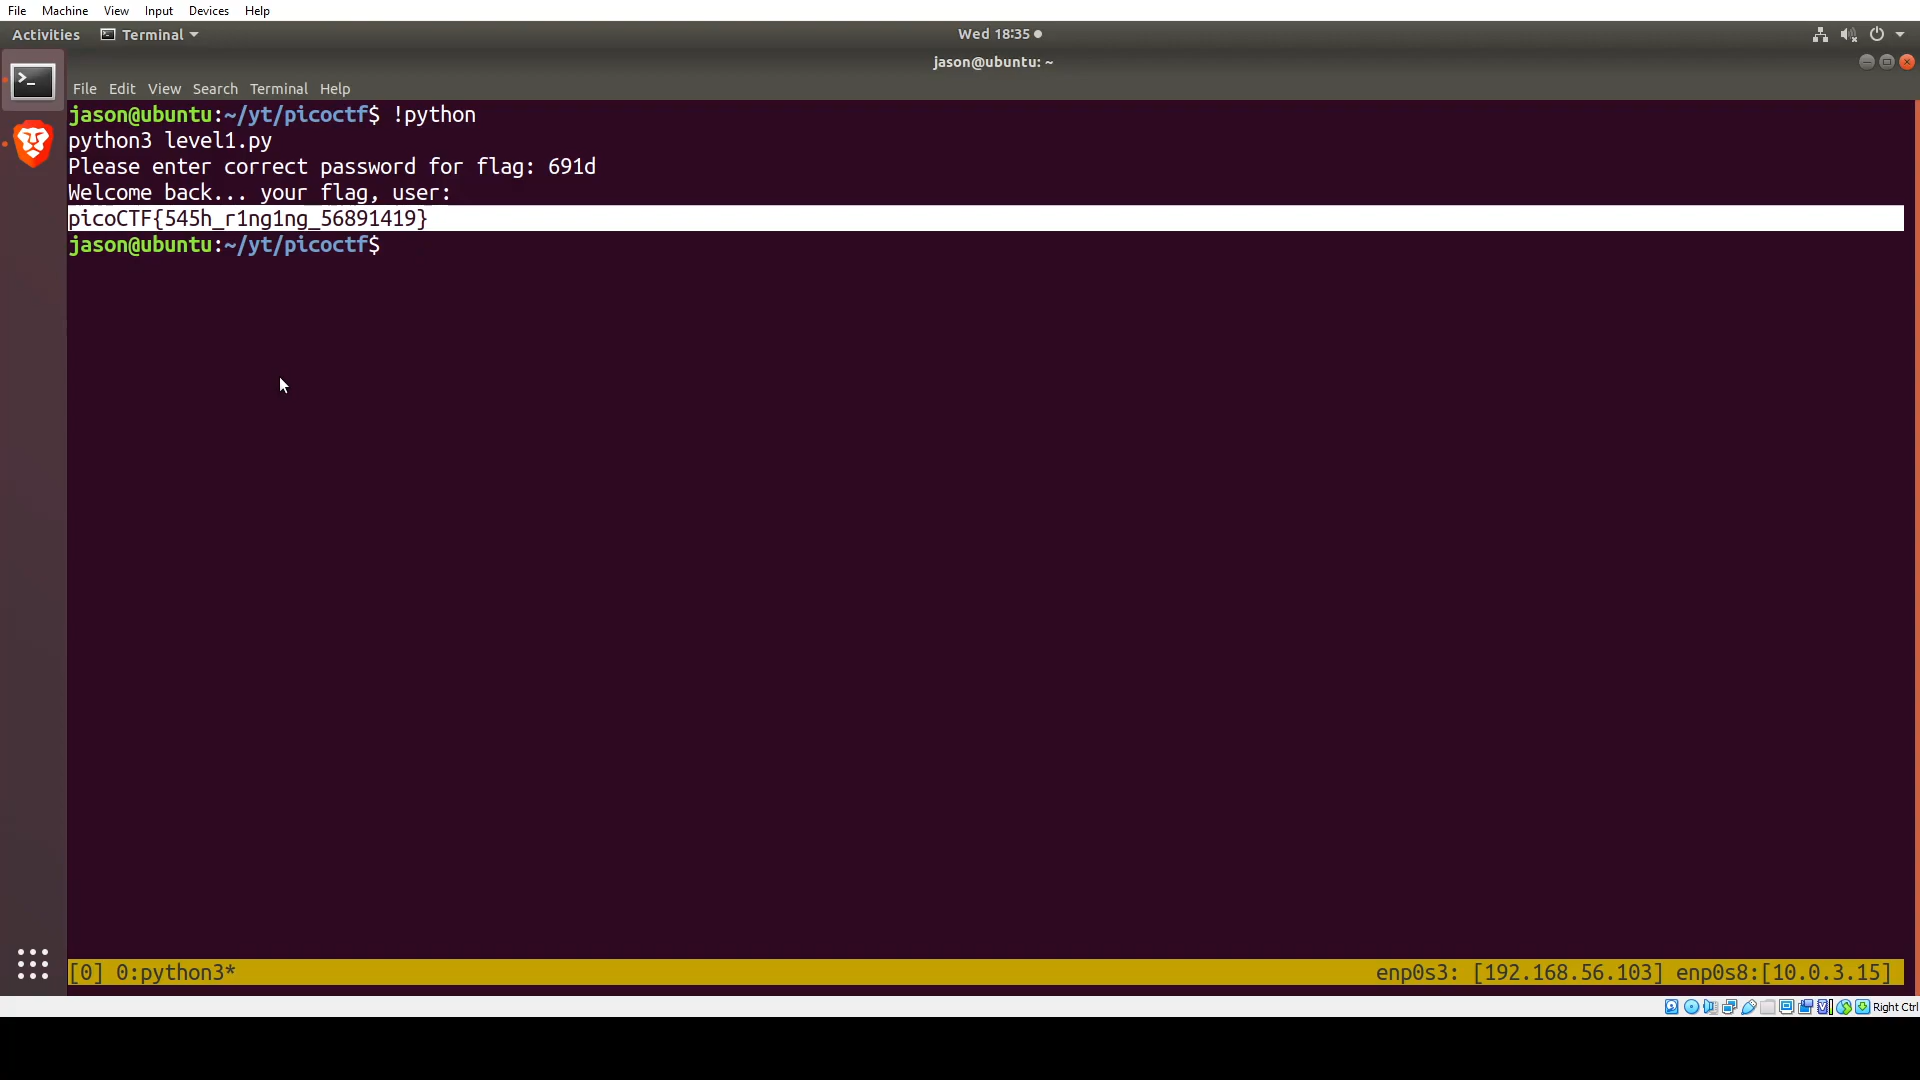 File Machine View Input Devices Help
Activities Terminal Wed 18:35
jason@ubuntu: ~
File Edit View Search Terminal Help
jason@ubuntu:~/yt/picoctf$ !python
python3 level1.py
Please enter correct password for flag: 691d
Welcome back... your flag, user:
picoCTF{545h_r1ng1ng_56891419}
jason@ubuntu:~/yt/picoctf$
[0] 0:python3* enp0s3: [192.168.56.103] enp0s8:[10.0.3.15]
Right Ctrl